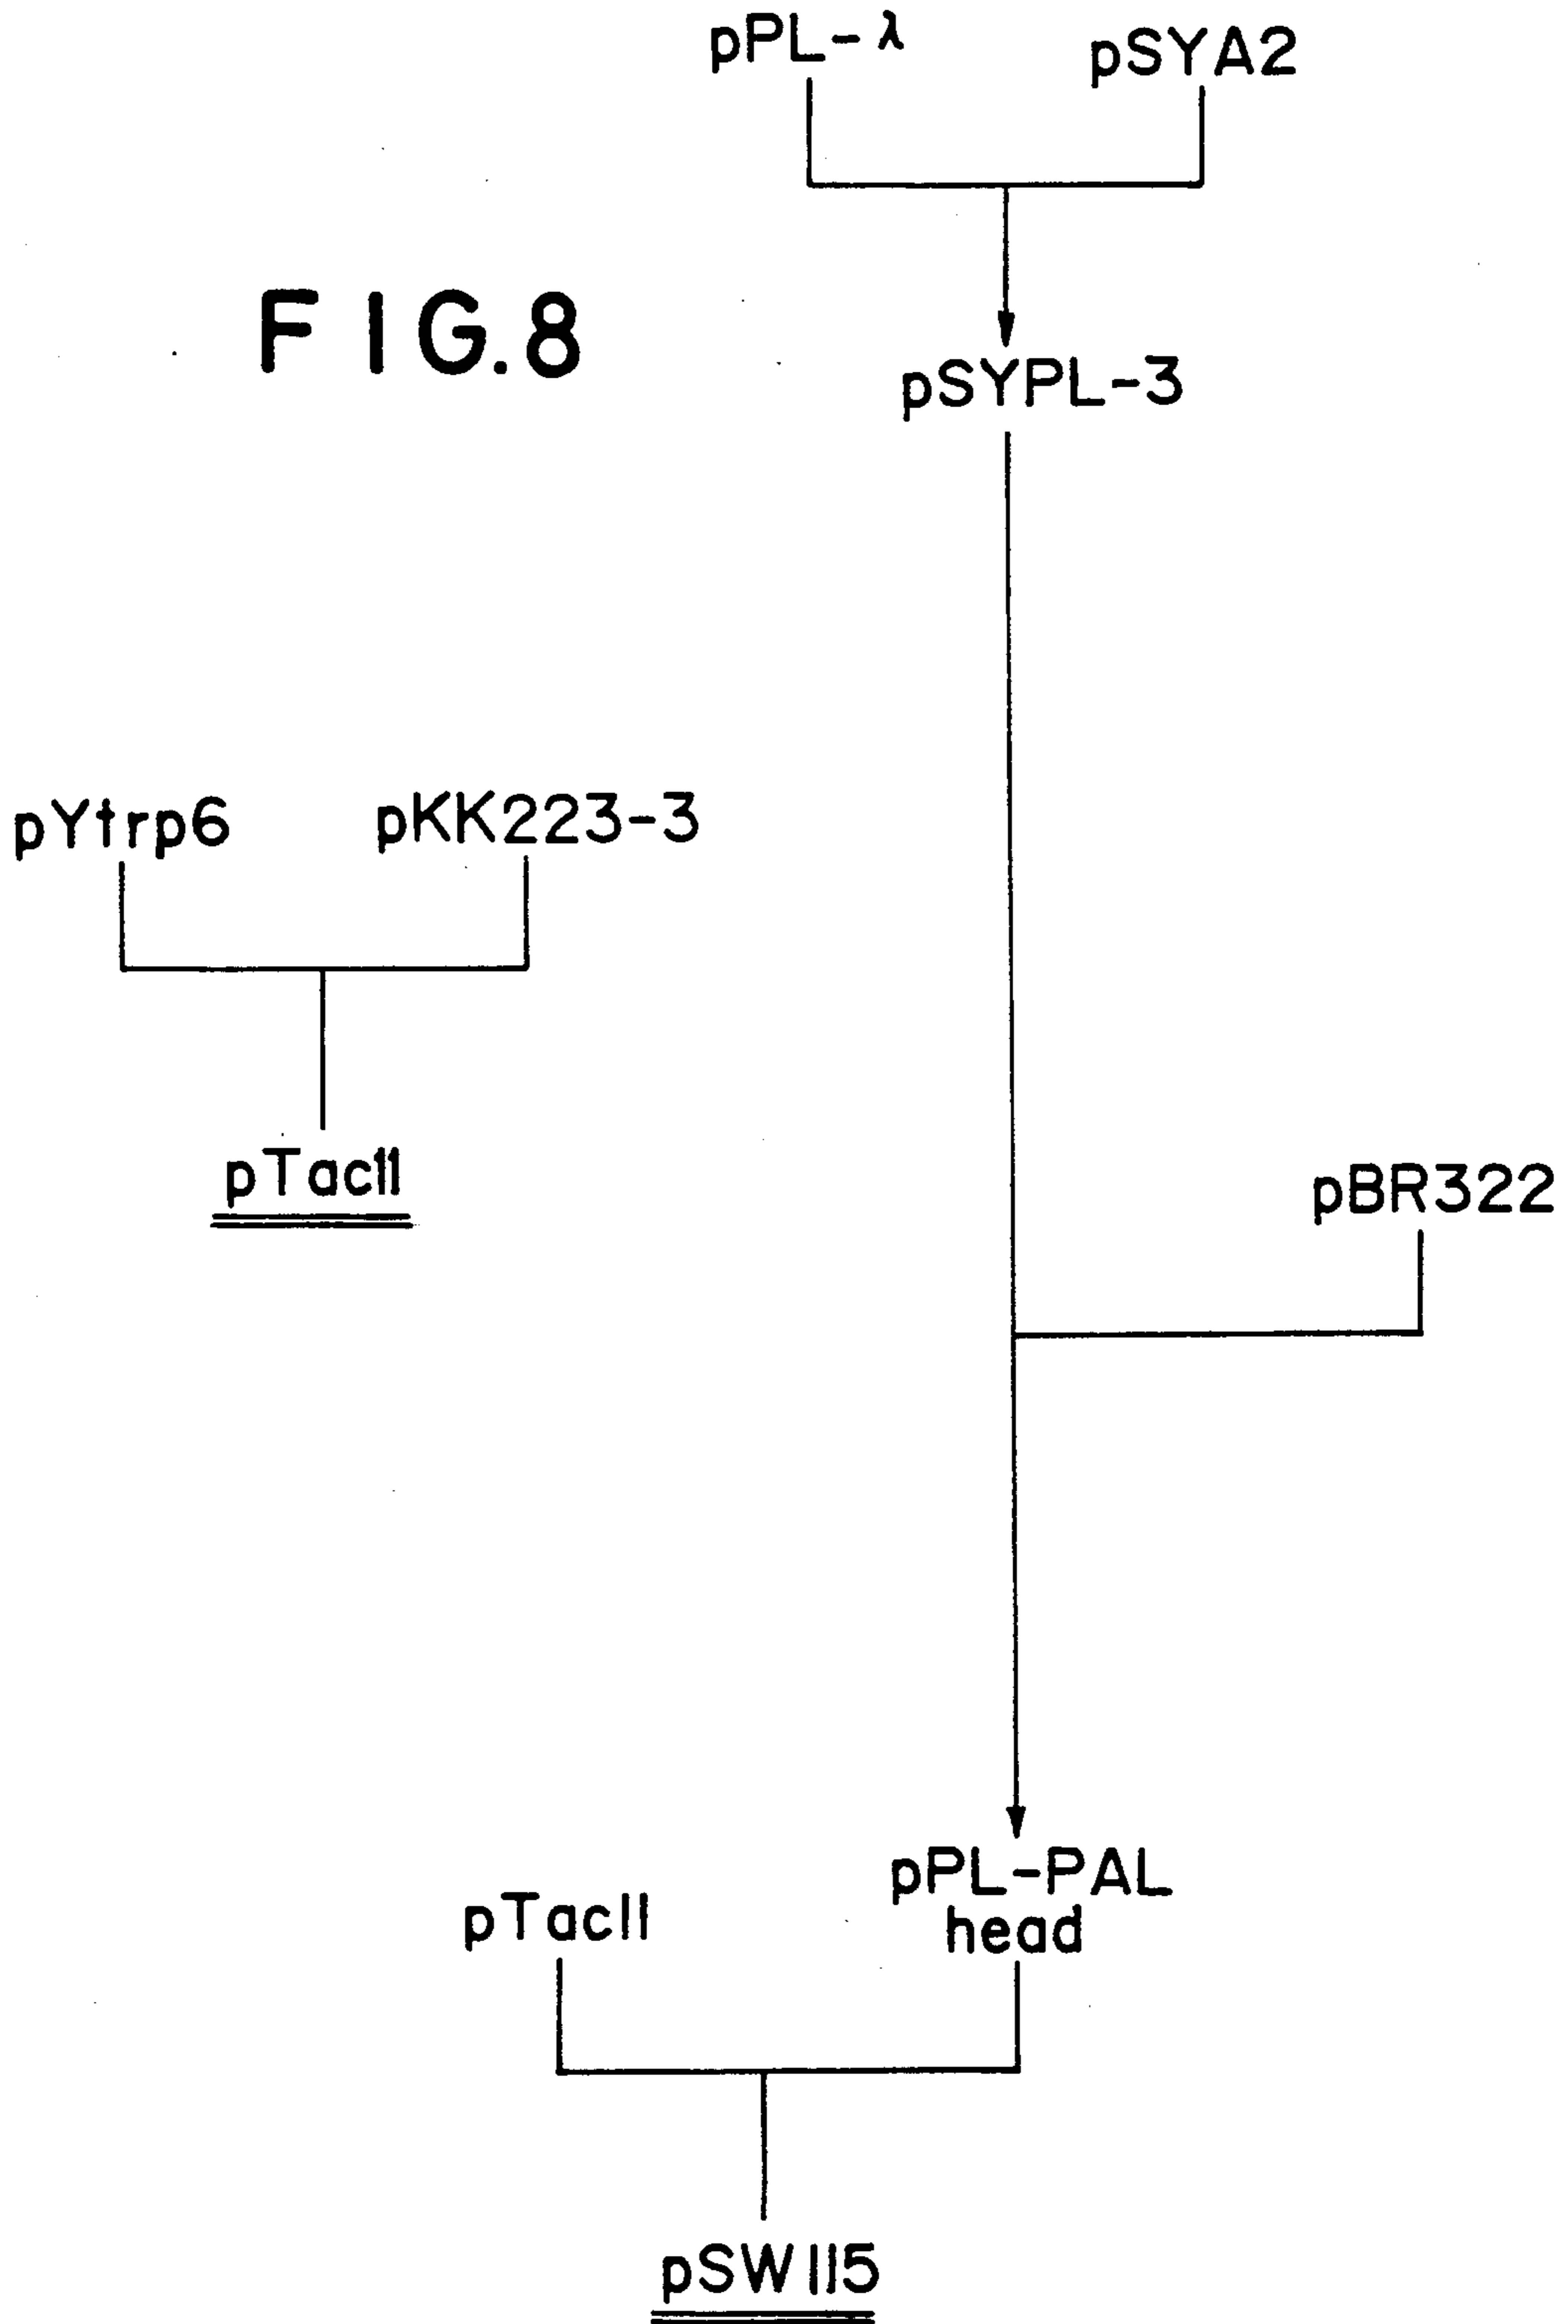 pPL-λ
pSYA2
FIG.8
pSYPL-3
pYtrp6
pKK223-3
pTac11
pBR322
pTac11
pPL-PAL
head
pSW115